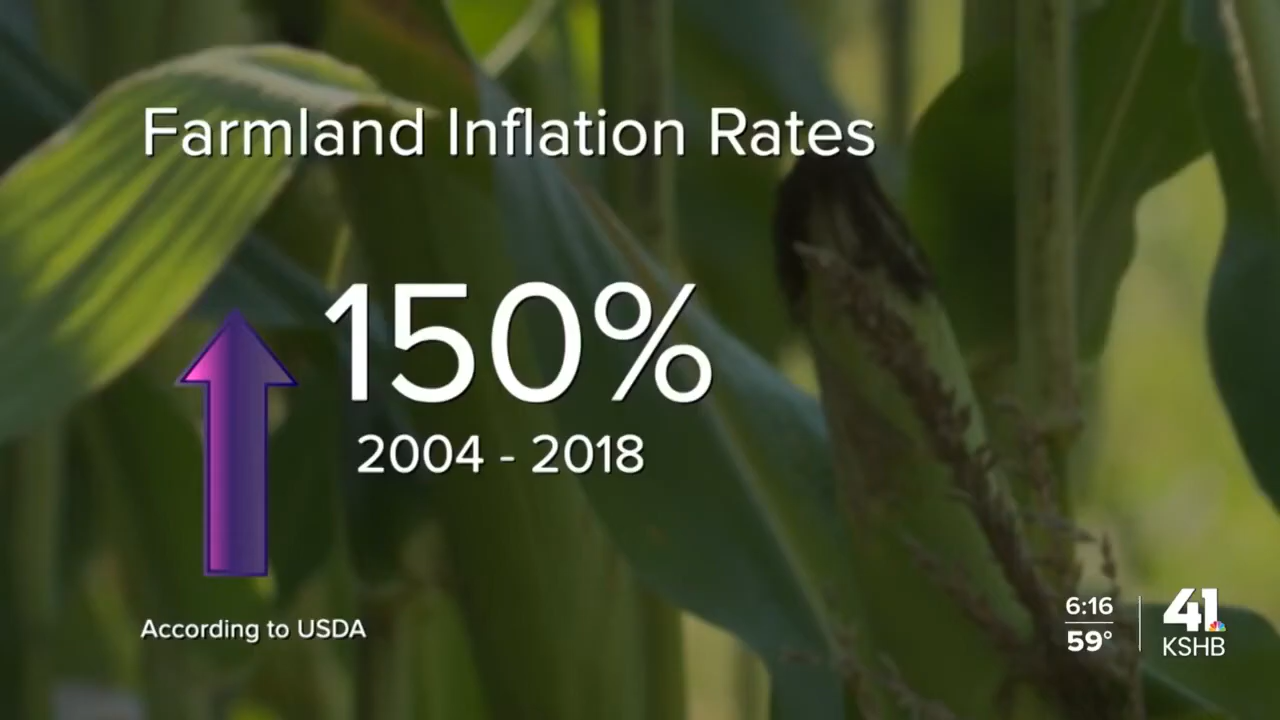 Farmland Inflation Rates
150%
2004 - 2018
According to USDA
6:16
59°
41
KSHB